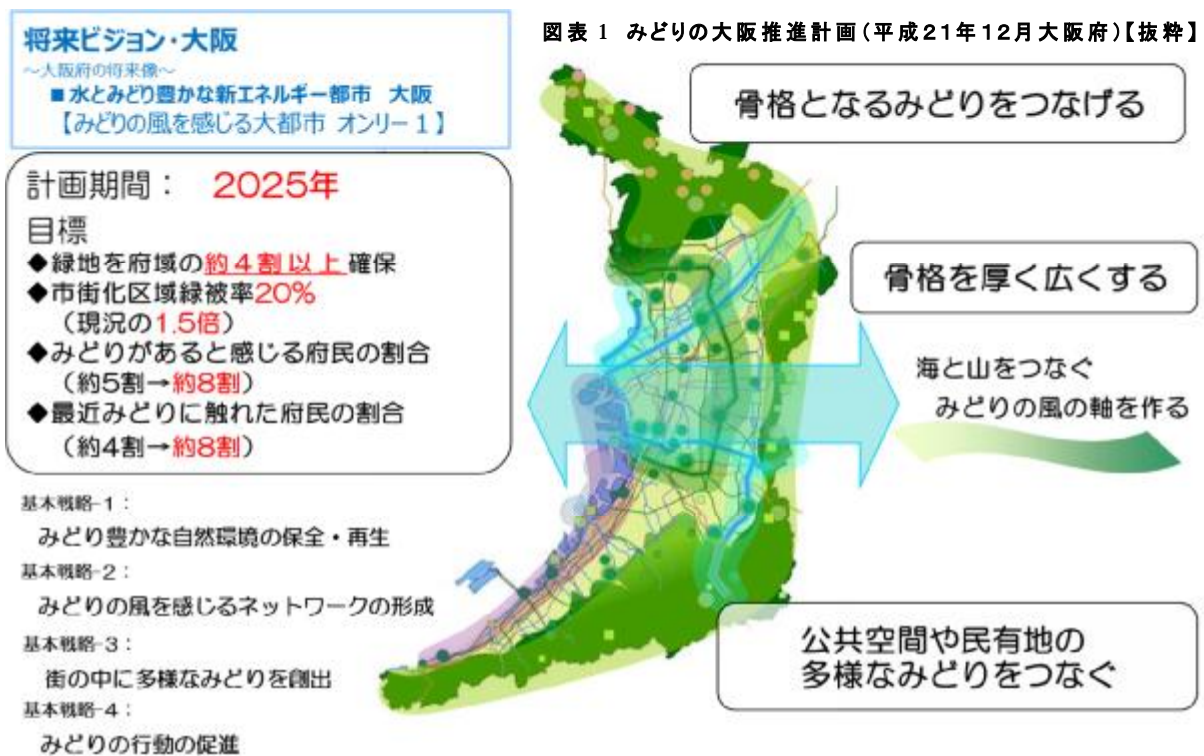 図表 1 みどりの大阪推進計画(平成21年12月大阪府)【抜粋】
将来ビジョン・大阪
～大阪府の将来像～
■水とみどり豊かな新エネルギー都市 大阪
【みどりの風を感じる大都市 オンリー１】
計画期間： 2025年
目標
◆緑地を府域の約４割以上確保
◆市街化区域緑被率20%
（現況の1.5倍）
◆みどりがあると感じる府民の割合
（約5割→約8割）
◆最近みどりに触れた府民の割合
（約4割→約8割）
基本戦略-1：
みどり豊かな自然環境の保全・再生
基本戦略-2：
みどりの風を感じるネットワークの形成
基本戦略-3：
街の中に多様なみどりを創出
基本戦略-4：
みどりの行動の促進
骨格となるみどりをつなげる
骨格を厚く広くする
海と山をつなぐ
みどりの風の軸を作る
公共空間や民有地の
多様なみどりをつなぐ